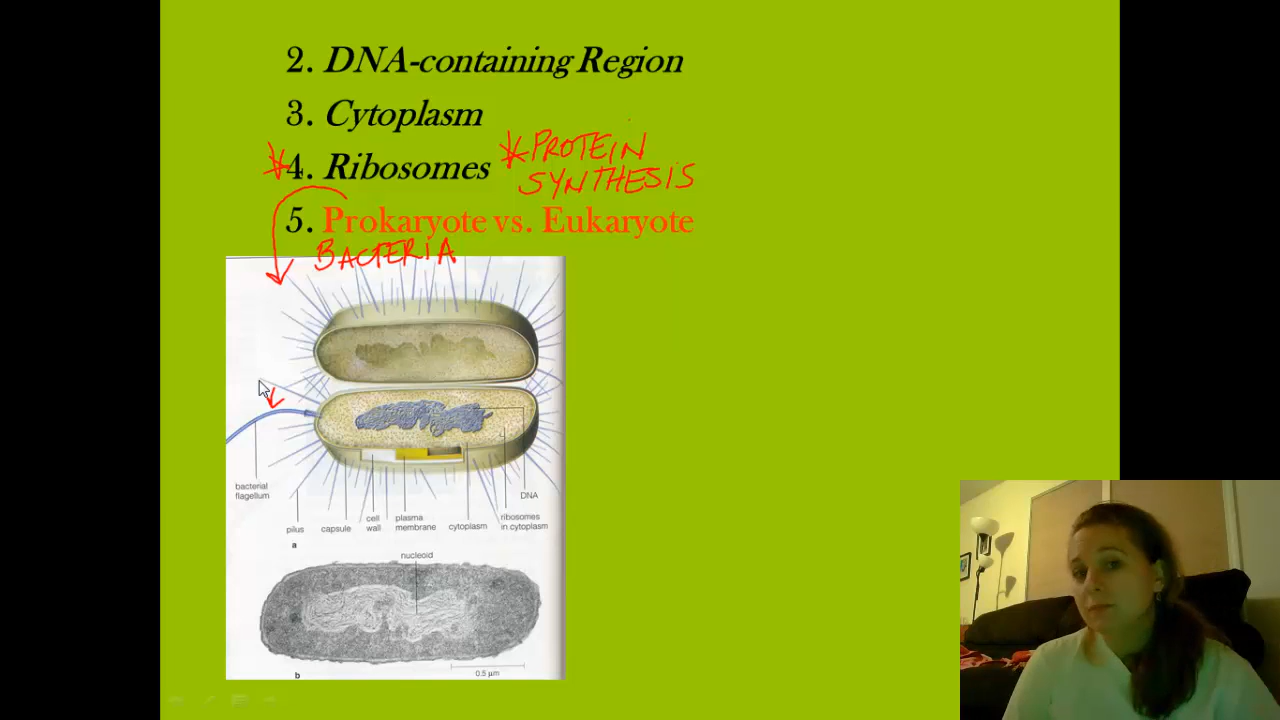 2. DNA-containing Region
3. Cytoplasm
*4. Ribosomes *PROTEIN
SYNTHESIS
5. Prokaryote vs. Eukaryote
BACTERIA
bacterial
flagellum
pilus
capsule
cell
wall
plasma
membrane
cytoplasm
ribosomes
in cytoplasm
DNA
a
nucleoid
0.5 μm
b